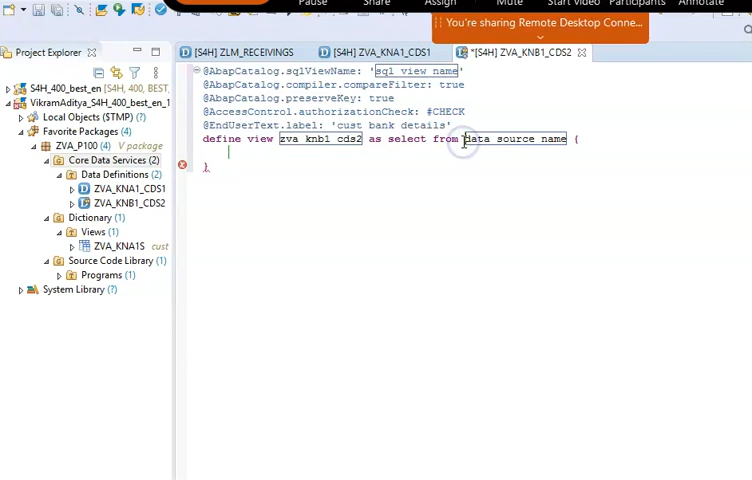 Pause
Share
Assign
Mute
Start Video
Participants
Annotate
You're sharing Remote Desktop Conne...
Project Explorer
[S4H] ZLM_RECEIVINGS
[S4H] ZVA_KNA1_CDS1
*[S4H] ZVA_KNB1_CDS2
S4H_400_best_en [S4H, 400, BEST,
VikramAditya_S4H_400_best_en_1
Local Objects ($TMP) (?)
Favorite Packages (4)
ZVA_P100 (4) V package
Core Data Services (2)
Data Definitions (2)
ZVA_KNA1_CDS1
ZVA_KNB1_CDS2
Dictionary (1)
Views (1)
ZVA_KNA1S cust
Source Code Library (1)
Programs (1)
System Library (?)
@AbapCatalog.sqlViewName: 'sql_view_name'
@AbapCatalog.compiler.compareFilter: true
@AbapCatalog.preserveKey: true
@AccessControl.authorizationCheck: #CHECK
@EndUserText.label: 'cust bank details'
define view zva_knb1_cds2 as select from data_source_name {
}